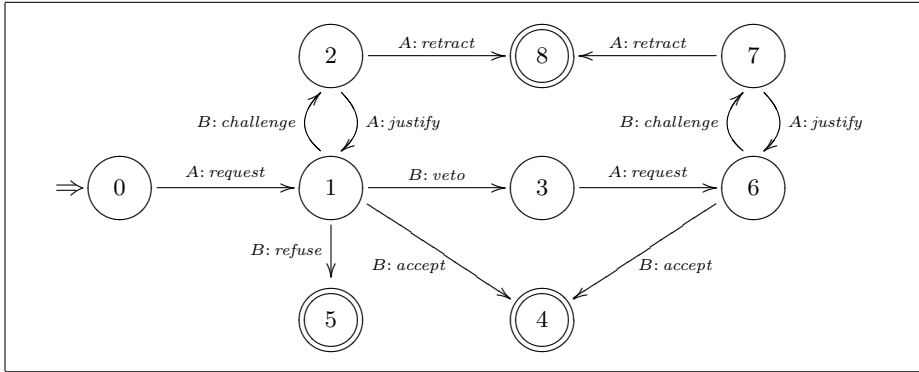 2 A: retract 8 A: retract 7
B: challenge A: justify B: challenge A: justify
⇒ 0 A: request 1 B: veto 3 A: request 6
B: refuse B: accept B: accept
5 4